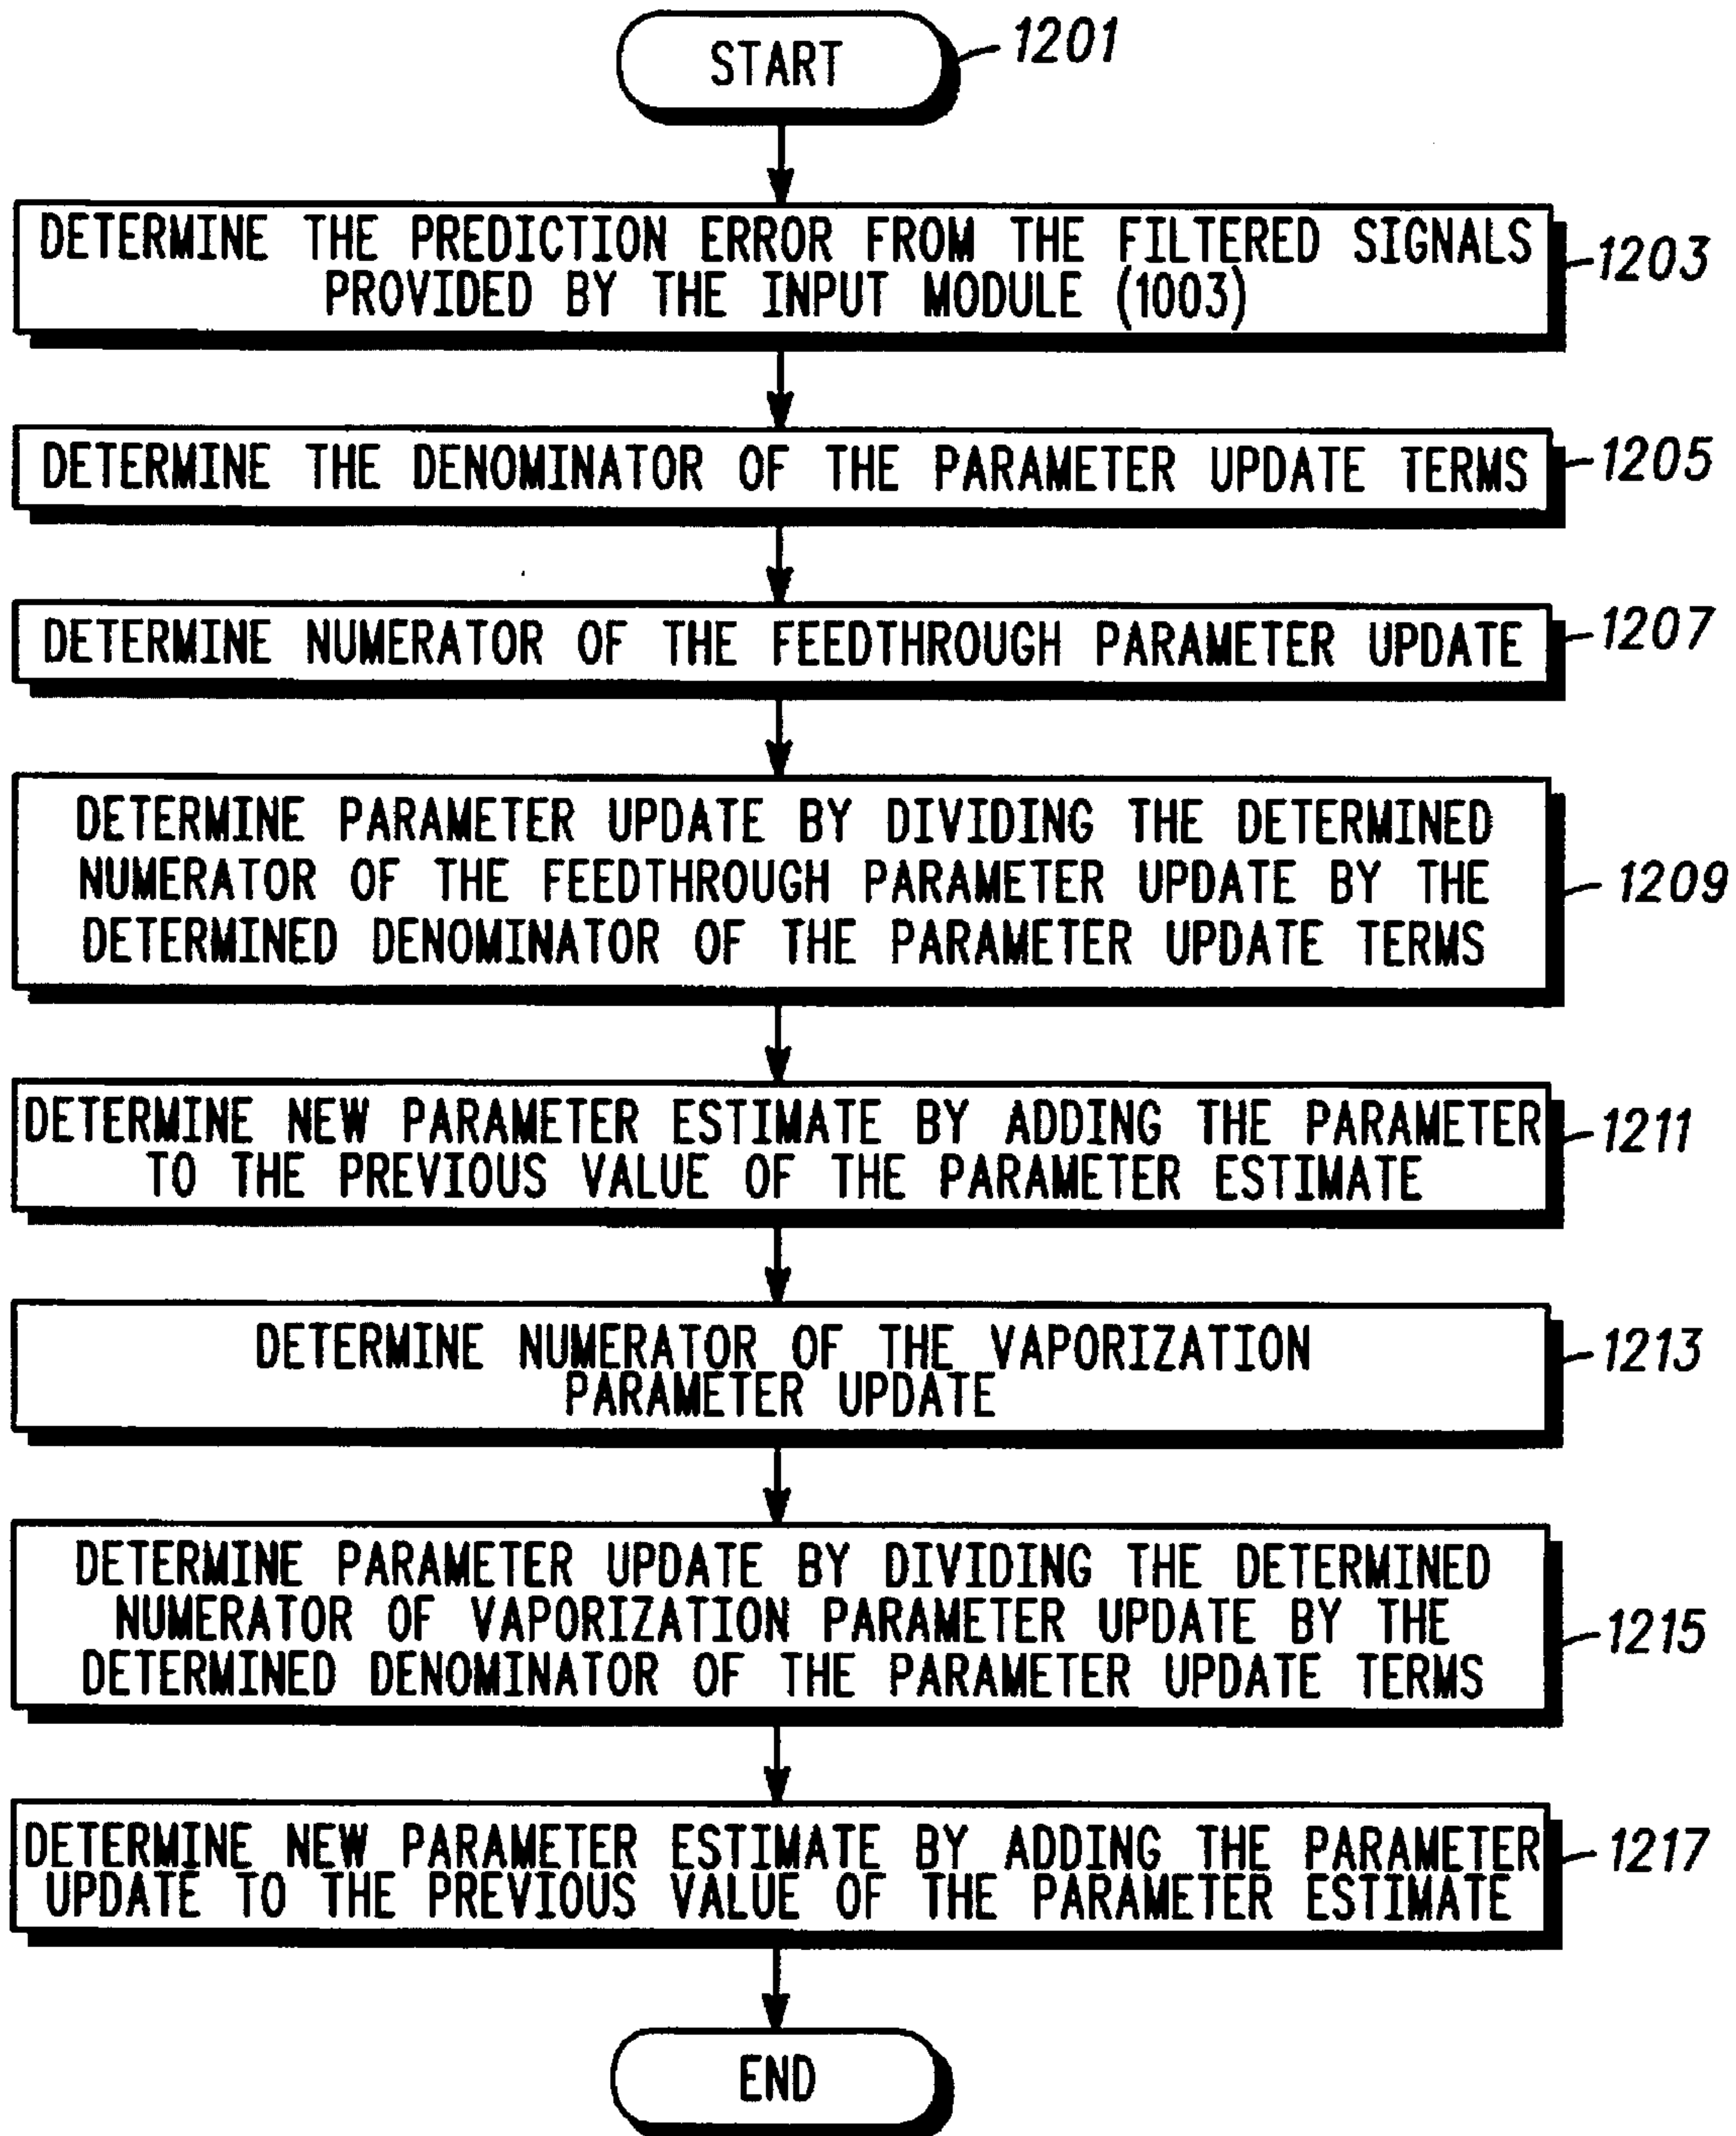 START
1201
DETERMINE THE PREDICTION ERROR FROM THE FILTERED SIGNALS
PROVIDED BY THE INPUT MODULE (1003)
1203
DETERMINE THE DENOMINATOR OF THE PARAMETER UPDATE TERMS
1205
DETERMINE NUMERATOR OF THE FEEDTHROUGH PARAMETER UPDATE
1207
DETERMINE PARAMETER UPDATE BY DIVIDING THE DETERMINED
NUMERATOR OF THE FEEDTHROUGH PARAMETER UPDATE BY THE
DETERMINED DENOMINATOR OF THE PARAMETER UPDATE TERMS
1209
DETERMINE NEW PARAMETER ESTIMATE BY ADDING THE PARAMETER
TO THE PREVIOUS VALUE OF THE PARAMETER ESTIMATE
1211
DETERMINE NUMERATOR OF THE VAPORIZATION
PARAMETER UPDATE
1213
DETERMINE PARAMETER UPDATE BY DIVIDING THE DETERMINED
NUMERATOR OF VAPORIZATION PARAMETER UPDATE BY THE
DETERMINED DENOMINATOR OF THE PARAMETER UPDATE TERMS
1215
DETERMINE NEW PARAMETER ESTIMATE BY ADDING THE PARAMETER
UPDATE TO THE PREVIOUS VALUE OF THE PARAMETER ESTIMATE
1217
END